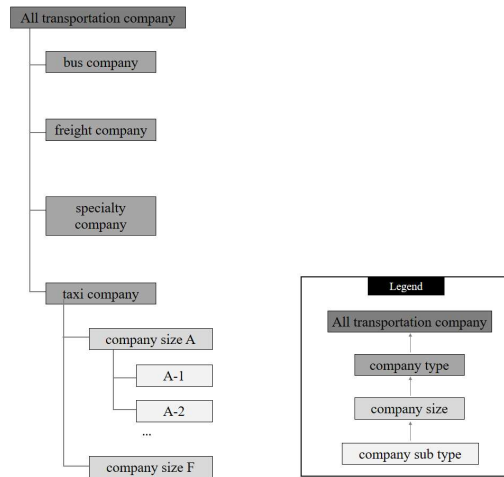 All transportation company
bus company
freight company
specialty
company
taxi company
company size A
A-1
A-2
...
company size F
Legend
All transportation company
company type
company size
company sub type